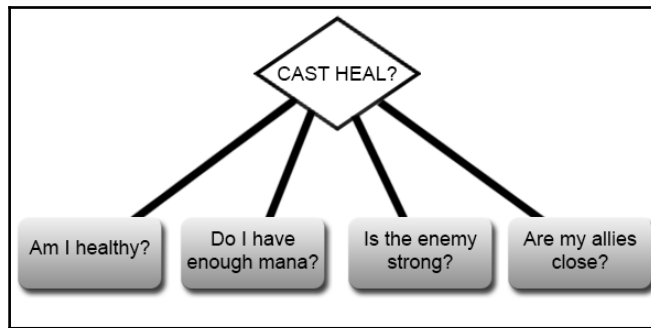 CAST HEAL?
Am I healthy?
Do I have
enough mana?
Is the enemy
strong?
Are my allies
close?